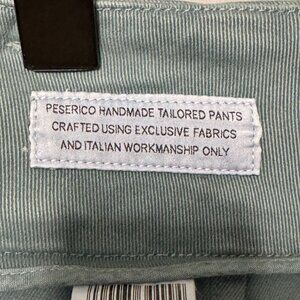 PESERICO HANDMADE TAILORED PANTS
CRAFTED USING EXCLUSIVE FABRICS
AND ITALIAN WORKMANSHIP ONLY